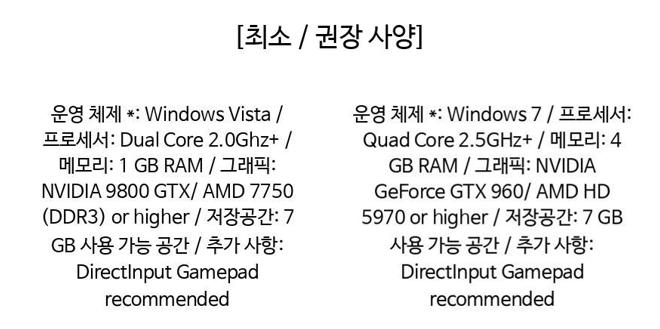 [최소 / 권장 사양]
운영 체제 *: Windows Vista /
프로세서: Dual Core 2.0Ghz+ /
메모리: 1 GB RAM / 그래픽:
NVIDIA 9800 GTX/ AMD 7750
(DDR3) or higher / 저장공간: 7
GB 사용 가능 공간 / 추가 사항:
DirectInput Gamepad
recommended
운영 체제 *: Windows 7 / 프로세서:
Quad Core 2.5GHz+ / 메모리: 4
GB RAM / 그래픽: NVIDIA
GeForce GTX 960/ AMD HD
5970 or higher / 저장공간: 7 GB
사용 가능 공간 / 추가 사항:
DirectInput Gamepad
recommended